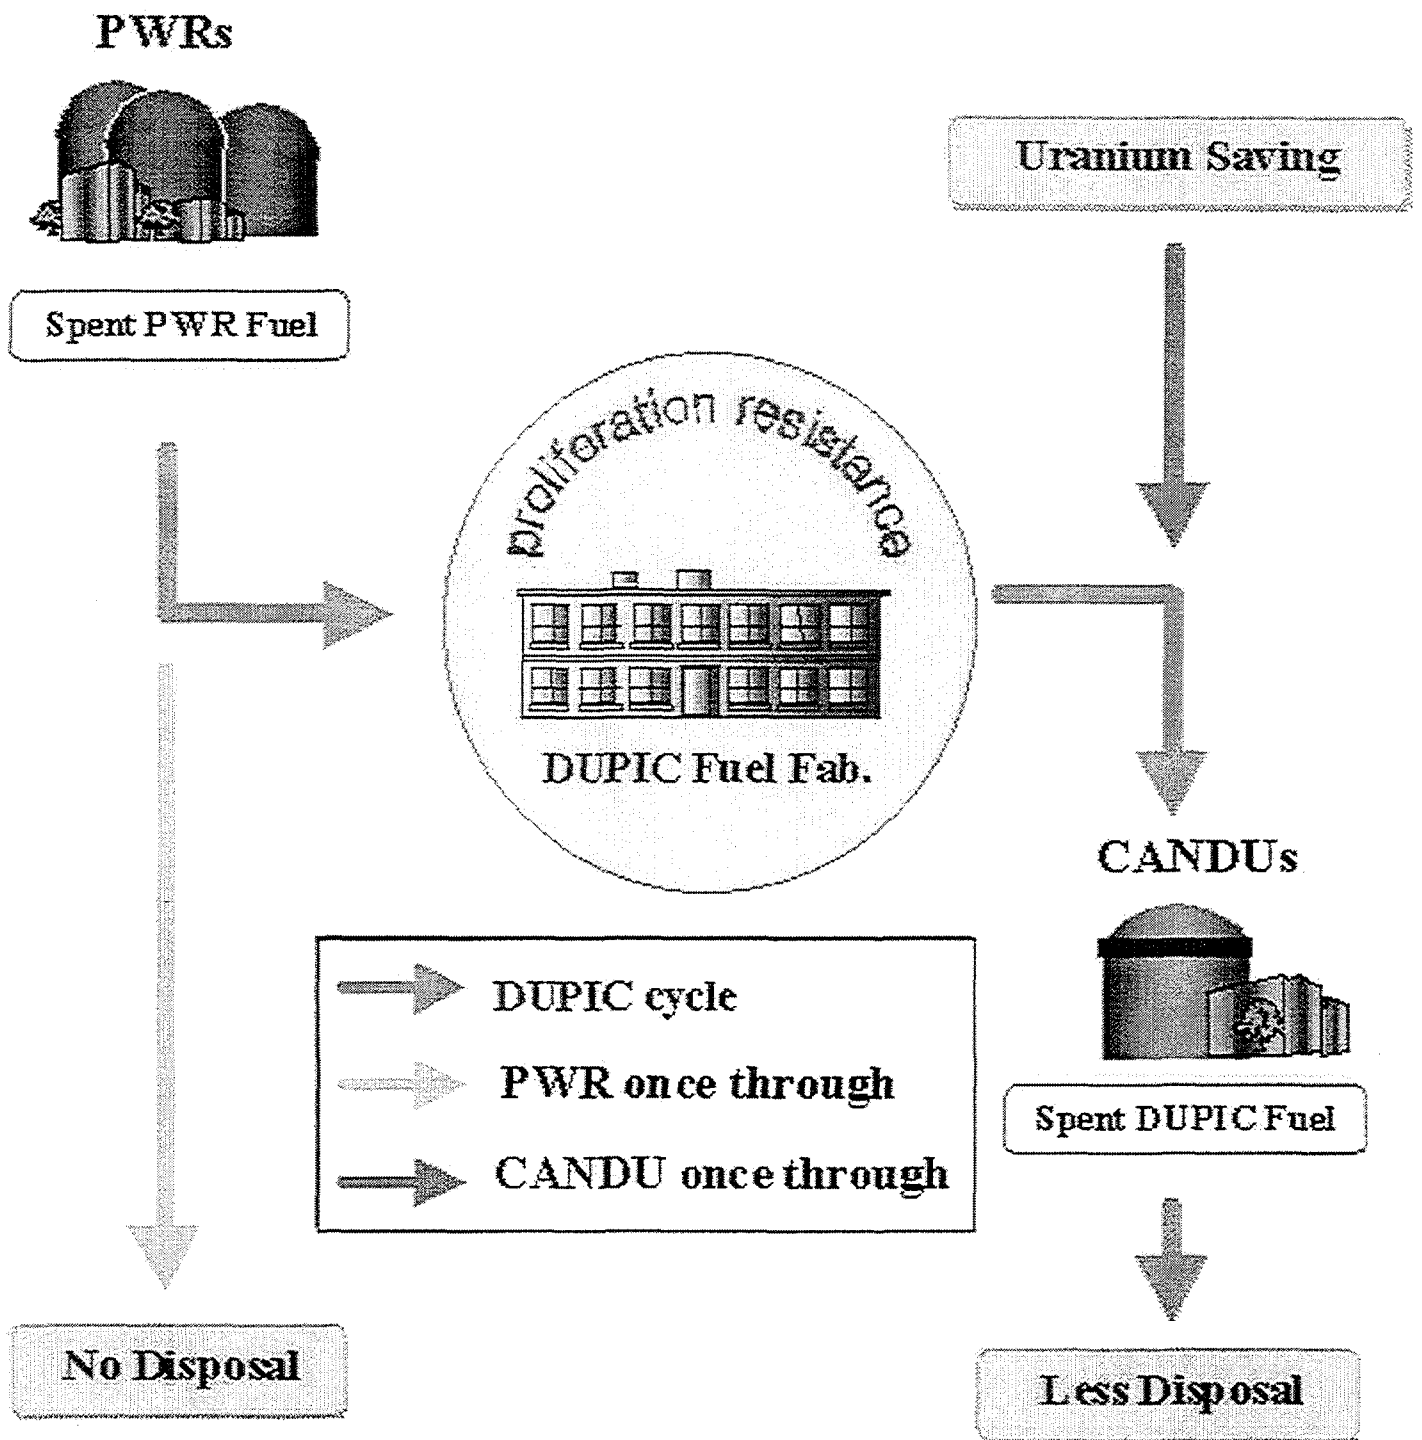 PWRs
Uranium Saving
Spent PWR Fuel
proliferation resistance
DUPIC Fuel Fab.
CANDUs
DUPIC cycle
PWR once through
CANDU once through
Spent DUPIC Fuel
No Disposal
Less Disposal